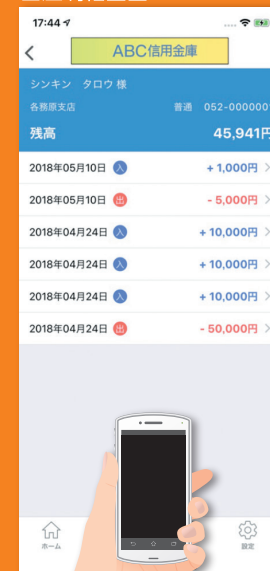 17:44
ABC信用金庫
シンキン タロウ 様
各務原支店 普通 052-0000001
残高 45,941円
2018年05月10日 入 + 1,000円
2018年05月10日 出 - 5,000円
2018年04月24日 入 + 10,000円
2018年04月24日 入 + 10,000円
2018年04月24日 入 + 10,000円
2018年04月24日 出 - 50,000円
ホーム 設定